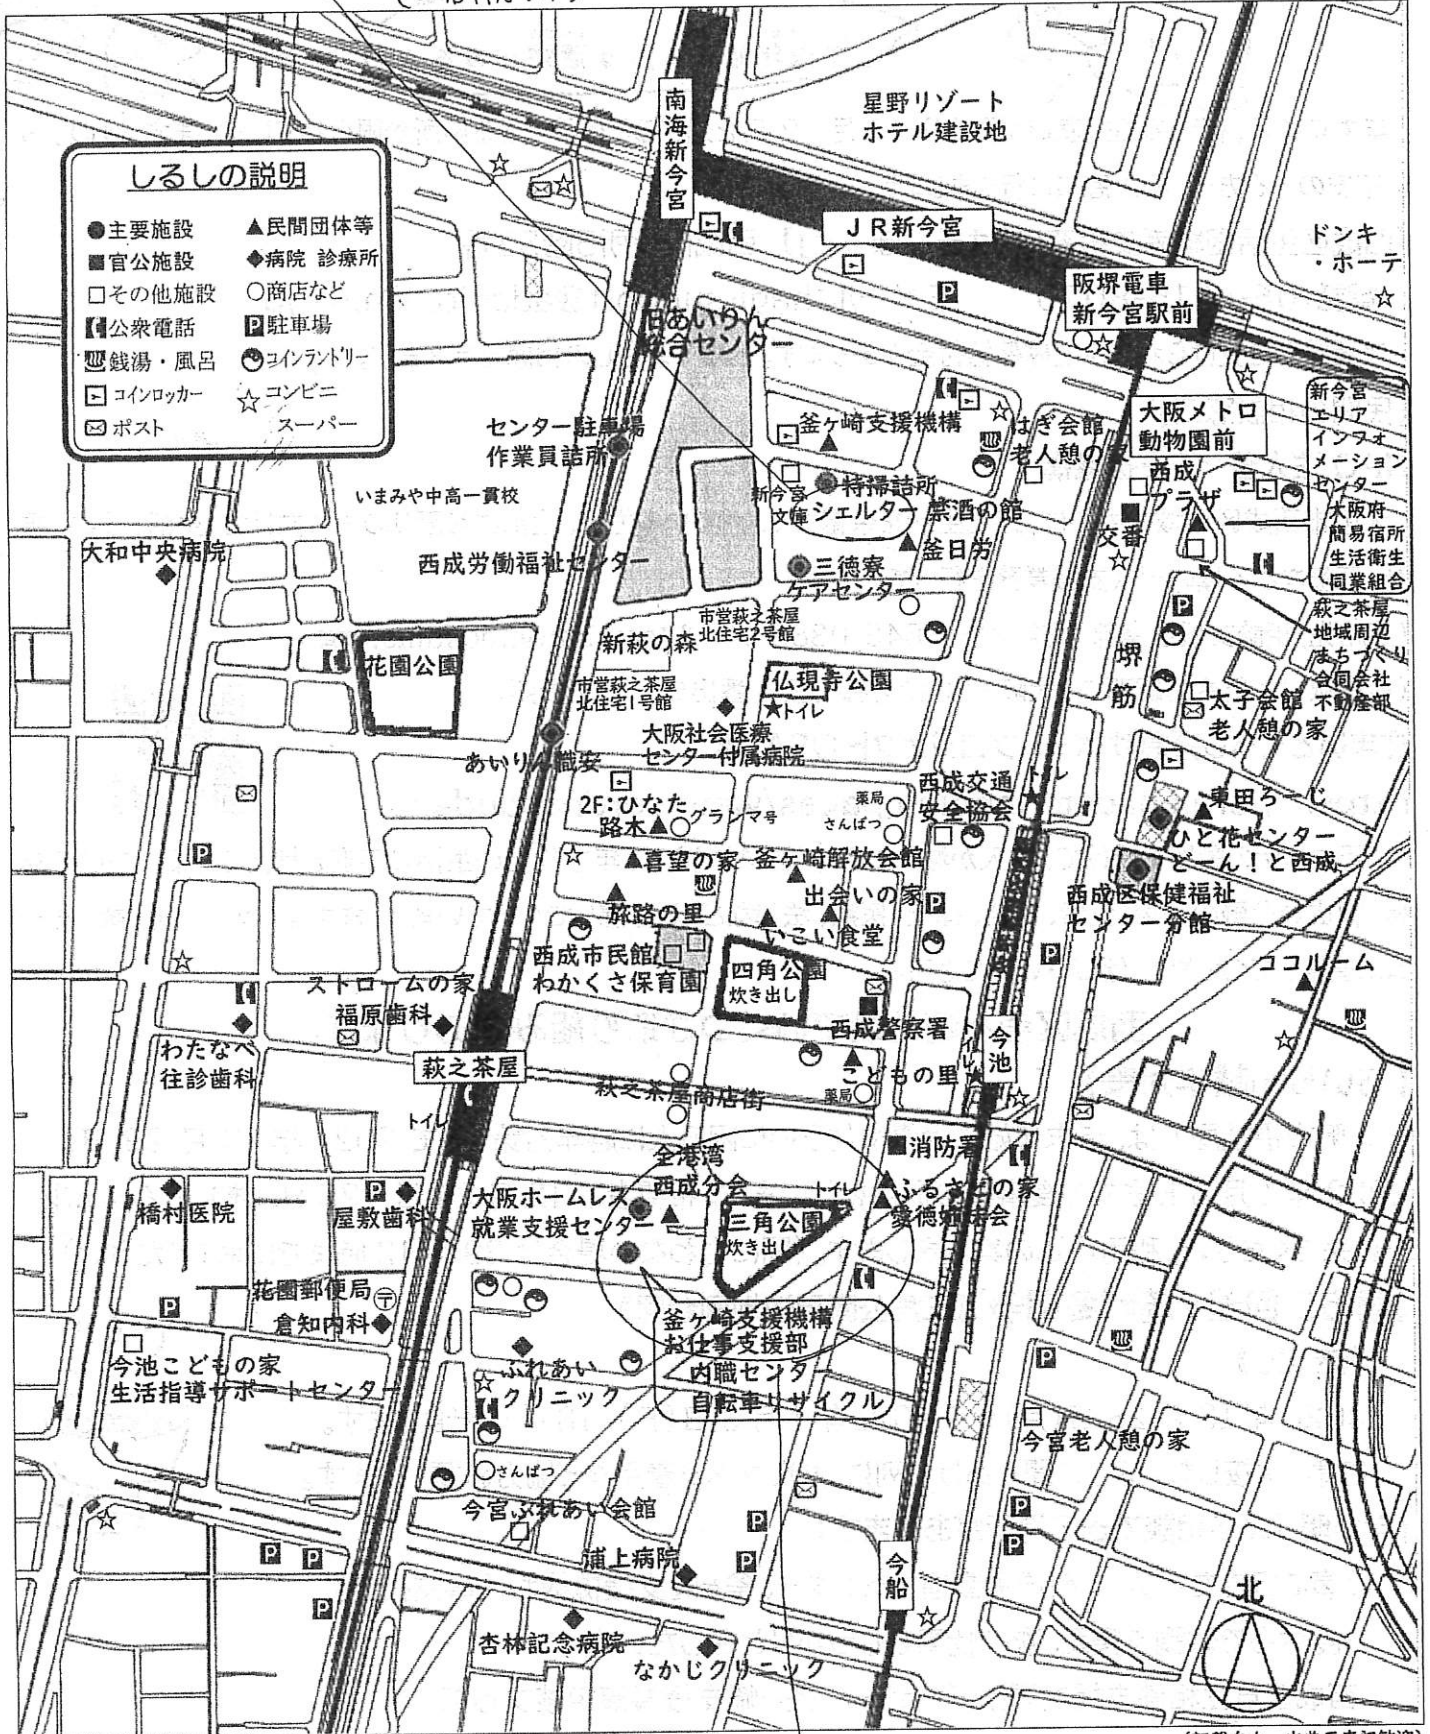 南海新今宮
星野リゾート
ホテル建設地
しるしの説明
●主要施設
▲民間団体等
■官公施設
◆病院 診療所
□その他施設
○商店など
公衆電話
P駐車場
銭湯・風呂
コインランドリー
コインロッカー
☆コンビニ
スーパー
ポスト
JR新今宮
ドンキ
・ホーテ
阪堺電車
新今宮駅前
旧あいりん
総合センター
センター駐車場
作業員詰所
いまみや中高一貫校
釜ヶ崎支援機構
はぎ会館
老人憩の家
大阪メトロ
動物園前
西成
プラザ
新今宮
エリア
インフォ
メーション
センター
大阪府
簡易宿所
生活衛生
同業組合
新今宮
文庫
特掃詰所
シェルター
禁酒の館
交番
釜日労
大和中央病院
西成労働福祉センター
三徳寮
ケアセンター
萩之茶屋
地域周辺
まちづくり
合同会社
不動産部
市営萩之茶屋
北住宅2号館
新萩の森
花園公園
仏現寺公園
★トイレ
市営萩之茶屋
北住宅1号館
堺筋
太子会館
老人憩の家
大阪社会医療
センター付属病院
あいりん職安
2F:ひなた
路木
グランマ号
薬局
さんぱつ
西成交通
安全協会
トイレ
東田ろーじ
ひと花センター
どーん!と西成
喜望の家
釜ヶ崎解放会館
出会いの家
西成区保健福祉
センター分館
旅路の里
いこい食堂
西成市民館
わかくさ保育園
四角公園
炊き出し
ココルーム
ストロームの家
福原歯科
西成警察署
トイレ
今池
わたなべ
往診歯科
萩之茶屋
こどもの里
薬局
萩之茶屋商店街
トイレ
消防署
全港湾
西成分会
トイレ
ふるさとの家
愛徳姉妹会
橋村医院
屋敷歯科
大阪ホームレス
就業支援センター
三角公園
炊き出し
花園郵便局
倉知内科
釜ヶ崎支援機構
お仕事支援部
内職センター
自転車リサイクル
今池こどもの家
生活指導サポートセンター
ふれあい
クリニック
今宮老人憩の家
さんぱつ
今宮ふれあい会館
浦上病院
今船
北
杏林記念病院
なかじクリニック